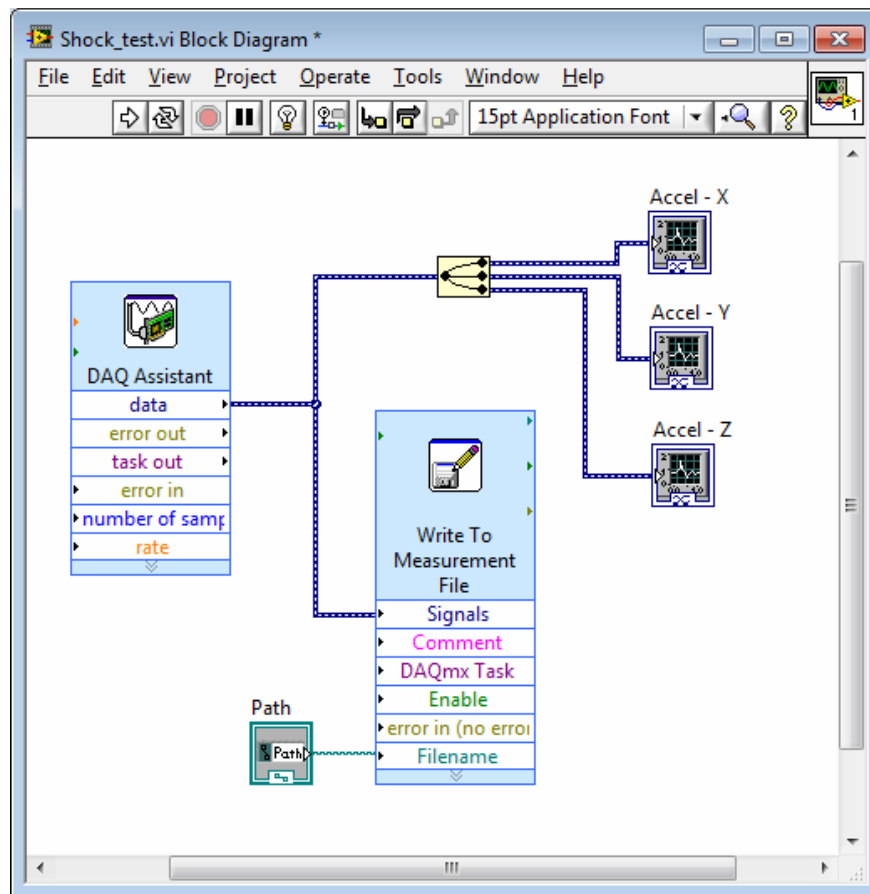 Shock_test.vi Block Diagram *
File Edit View Project Operate Tools Window Help
15pt Application Font
1
Accel - X
Accel - Y
Accel - Z
DAQ Assistant
data
error out
task out
error in
number of samp
rate
Write To
Measurement
File
Signals
Comment
DAQmx Task
Enable
error in (no erro
Filename
Path
Path